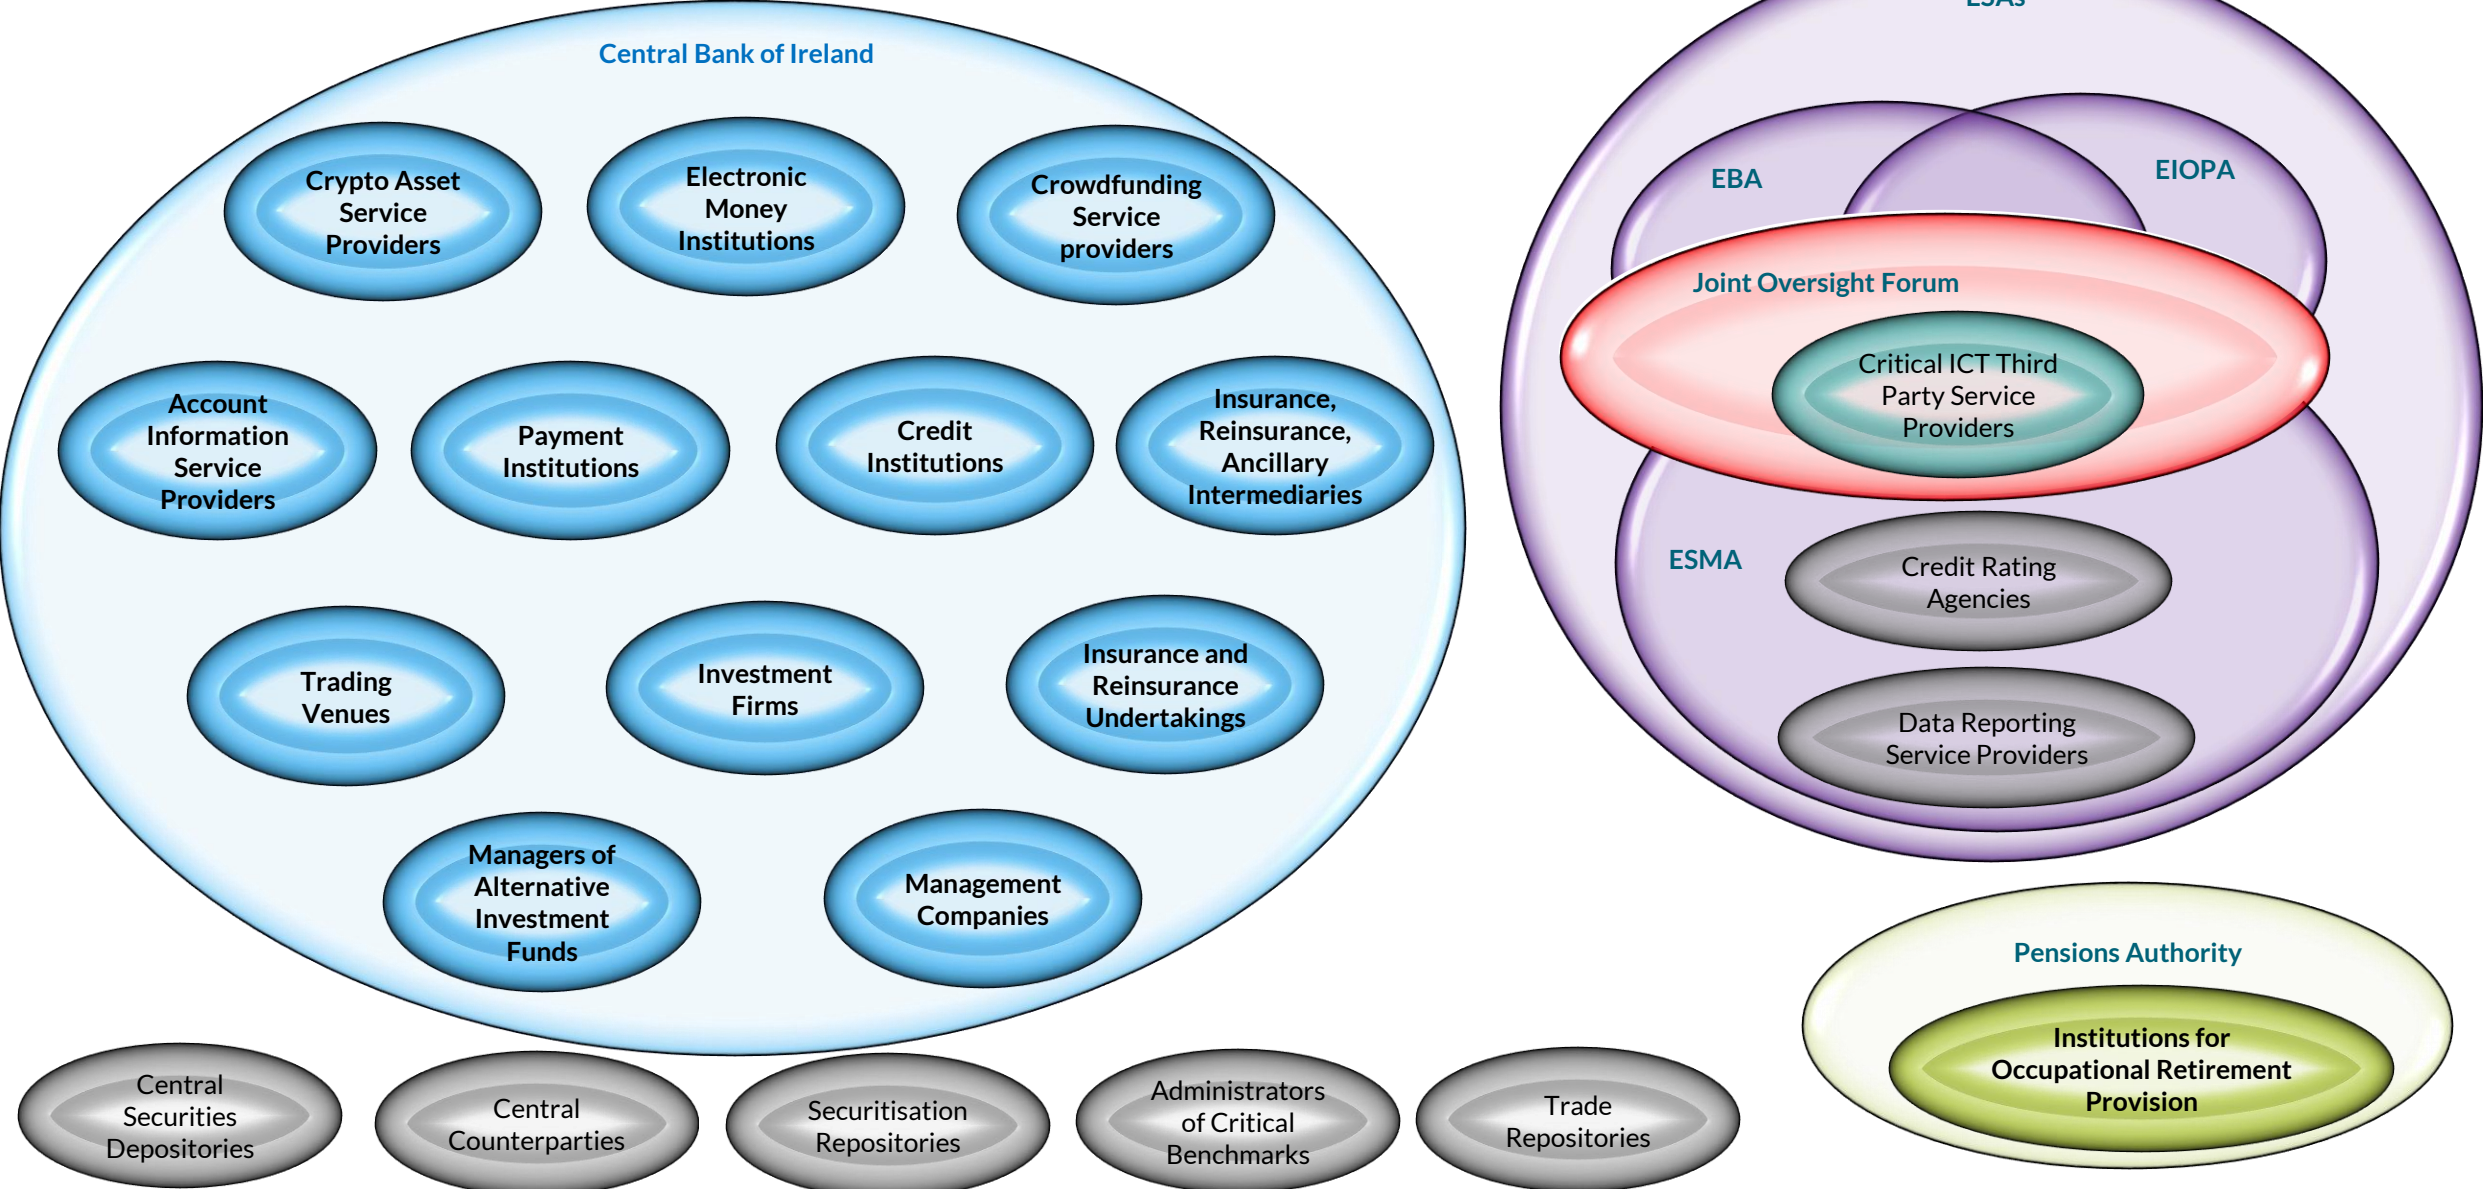 Central Bank of Ireland
Crypto Asset
Service
Providers
Electronic
Money
Institutions
Crowdfunding
Service
providers
Account
Information
Service
Providers
Payment
Institutions
Credit
Institutions
Insurance,
Reinsurance,
Ancillary
Intermediaries
Trading
Venues
Investment
Firms
Insurance and
Reinsurance
Undertakings
Managers of
Alternative
Investment
Funds
Management
Companies
Central
Securities
Depositories
Central
Counterparties
Securitisation
Repositories
Administrators
of Critical
Benchmarks
Trade
Repositories
ESAs
EBA
EIOPA
Joint Oversight Forum
Critical ICT Third
Party Service
Providers
ESMA
Credit Rating
Agencies
Data Reporting
Service Providers
Pensions Authority
Institutions for
Occupational Retirement
Provision